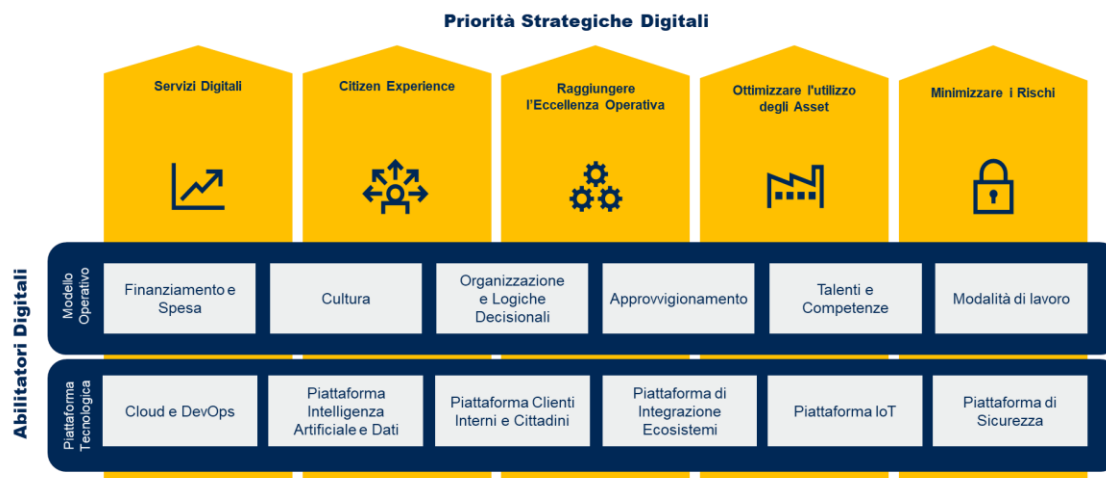 Priorità Strategiche Digitali
Servizi Digitali
Citizen Experience
Raggiungere
l'Eccellenza Operativa
Ottimizzare l'utilizzo
degli Asset
Minimizzare i Rischi
Abilitatori Digitali
Modello
Operativo
Finanziamento e
Spesa
Cultura
Organizzazione
e Logiche
Decisionali
Approvvigionamento
Talenti e
Competenze
Modalità di lavoro
Piattaforma
Tecnologica
Cloud e DevOps
Piattaforma
Intelligenza
Artificiale e Dati
Piattaforma Clienti
Interni e Cittadini
Piattaforma di
Integrazione
Ecosistemi
Piattaforma IoT
Piattaforma di
Sicurezza